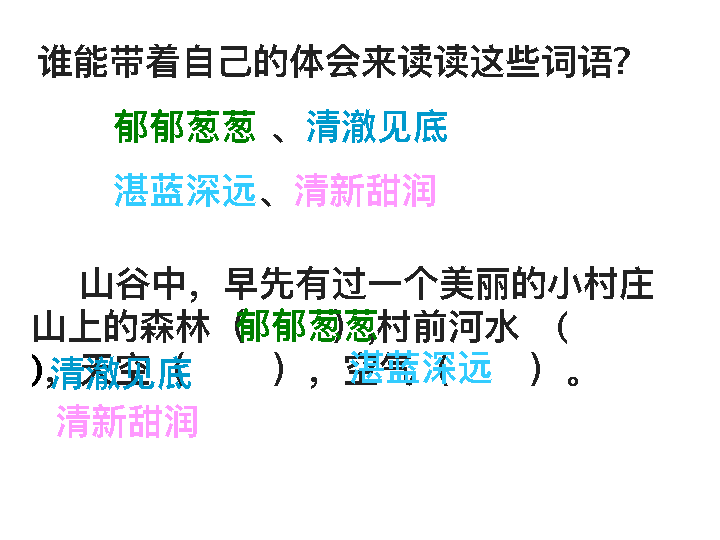 谁能带着自己的体会来读读这些词语?
郁郁葱葱 、清澈见底
湛蓝深远、清新甜润
山谷中，早先有过一个美丽的小村庄
山上的森林（郁郁葱葱），村前河水 （
），天空（清澈见底 ），空气（湛蓝深远 ）。
清新甜润